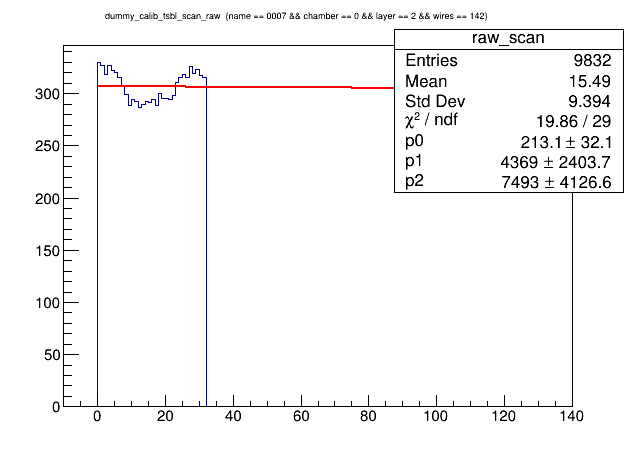 dummy_calib_tsbl_scan_raw (name == 0007 && chamber == 0 && layer == 2 && wires == 142)
raw_scan
Entries 9832
Mean 15.49
Std Dev 9.394
χ² / ndf 19.86 / 29
p0 213.1 ± 32.1
p1 4369 ± 2403.7
p2 7493 ± 4126.6
300
250
200
150
100
50
0
0 20 40 60 80 100 120 140